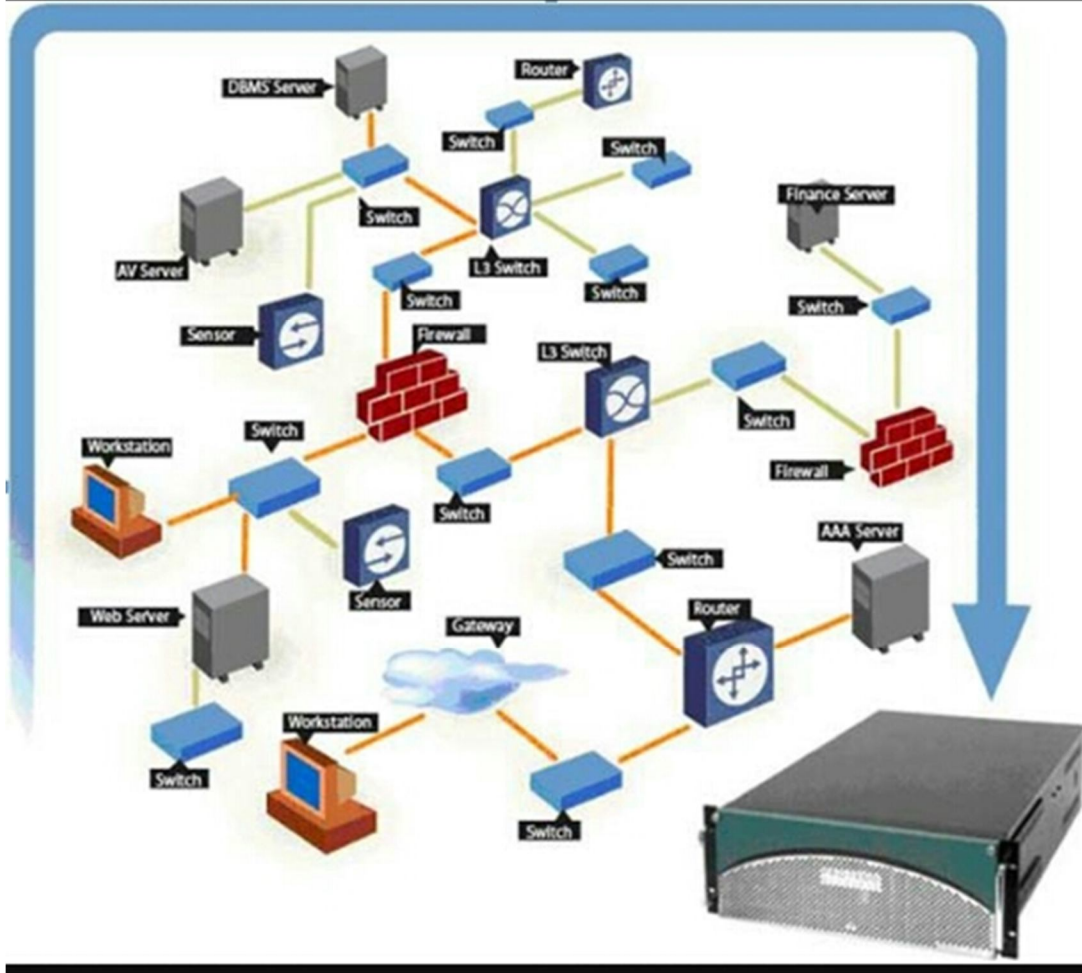 DBMS Server
Router
Switch
Switch
Switch
Finance Server
AV Server
L3 Switch
Switch
Switch
Switch
Sensor
Firewall
L3 Switch
Switch
Workstation
Switch
Firewall
Switch
AAA Server
Switch
Sensor
Web Server
Router
Gateway
Workstation
Switch
Switch